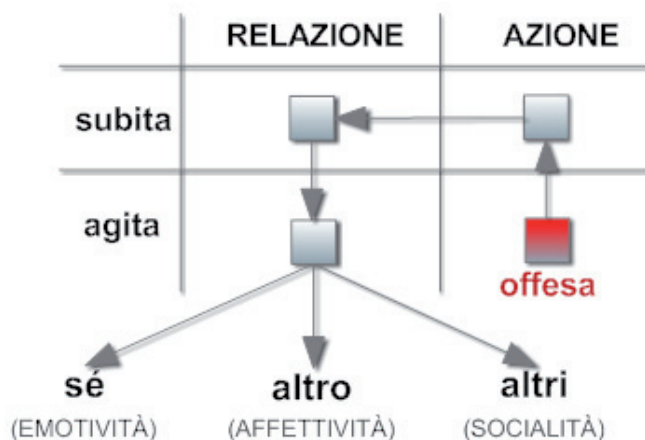 RELAZIONE AZIONE
subita
agita
offesa
sé altro altri
(EMOTIVITÀ) (AFFETTIVITÀ) (SOCIALITÀ)